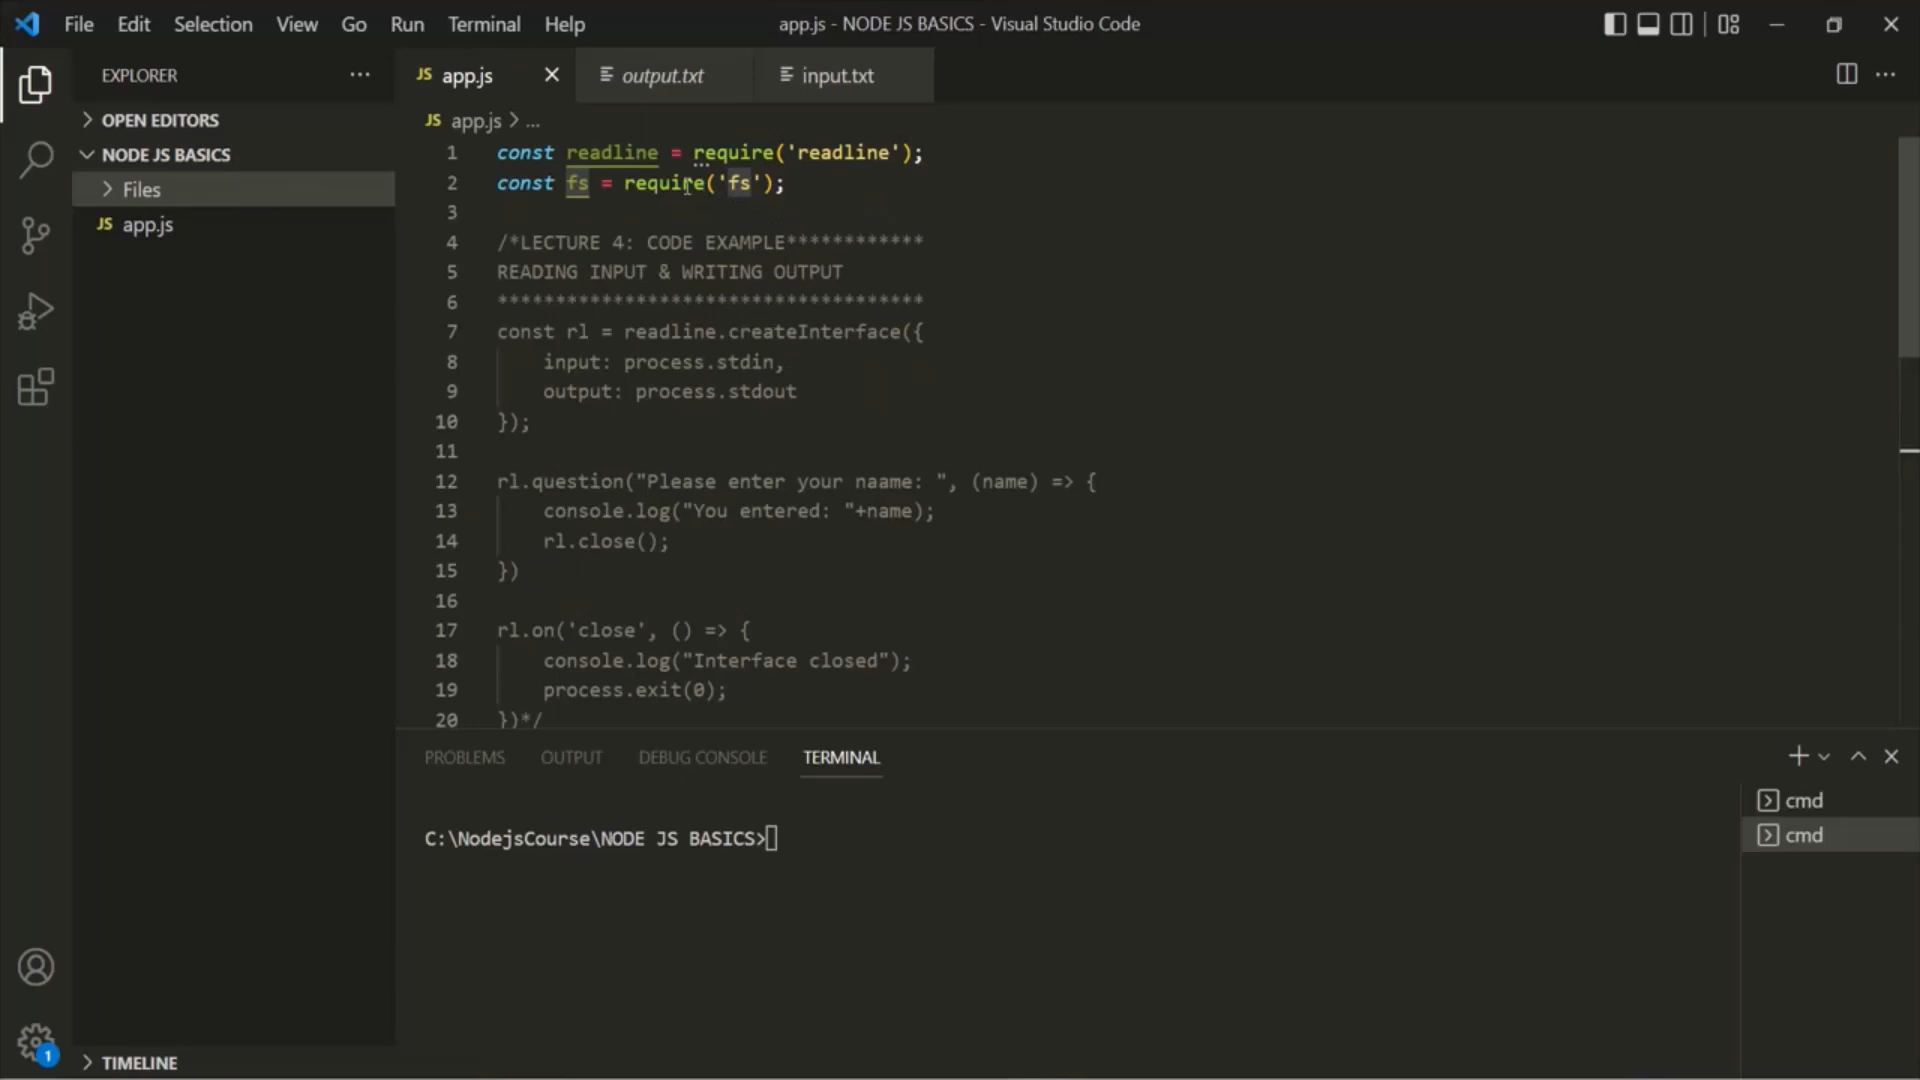 File Edit Selection View Go Run Terminal Help
app.js - NODE JS BASICS - Visual Studio Code
EXPLORER
JS app.js
output.txt
input.txt
OPEN EDITORS
NODE JS BASICS
Files
JS app.js
JS app.js > ...
1 const readline = require('readline');
2 const fs = require('fs');
3
4 /*LECTURE 4: CODE EXAMPLE************
5 READING INPUT & WRITING OUTPUT
6 *************************************
7 const rl = readline.createInterface({
8     input: process.stdin,
9     output: process.stdout
10 });
11
12 rl.question("Please enter your naame: ", (name) => {
13     console.log("You entered: "+name);
14     rl.close();
15 })
16
17 rl.on('close', () => {
18     console.log("Interface closed");
19     process.exit(0);
20 })*/
PROBLEMS OUTPUT DEBUG CONSOLE TERMINAL
C:\NodejsCourse\NODE JS BASICS>
cmd
cmd
1
TIMELINE